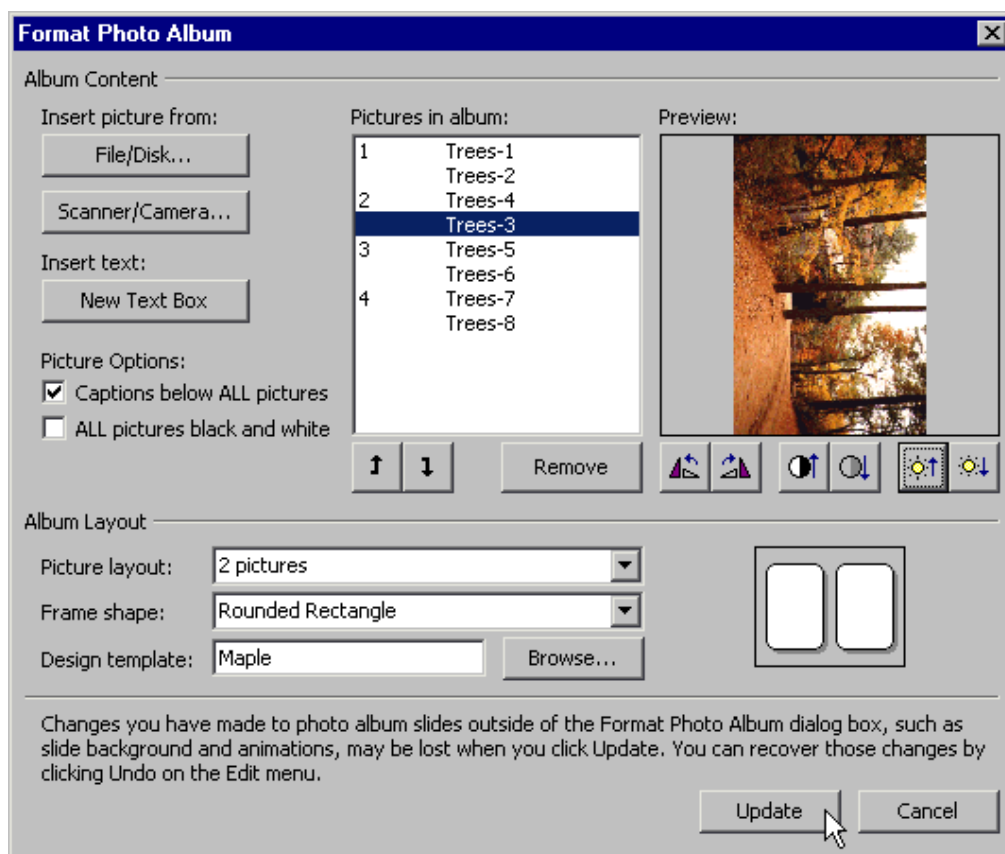 Format Photo Album
Album Content
Insert picture from:
File/Disk...
Scanner/Camera...
Insert text:
New Text Box
Picture Options:
Captions below ALL pictures
ALL pictures black and white
Pictures in album:
1 Trees-1
Trees-2
2 Trees-4
Trees-3
3 Trees-5
Trees-6
4 Trees-7
Trees-8
Remove
Preview:
Album Layout
Picture layout: 2 pictures
Frame shape: Rounded Rectangle
Design template: Maple Browse...
Changes you have made to photo album slides outside of the Format Photo Album dialog box, such as
slide background and animations, may be lost when you click Update. You can recover those changes by
clicking Undo on the Edit menu.
Update Cancel